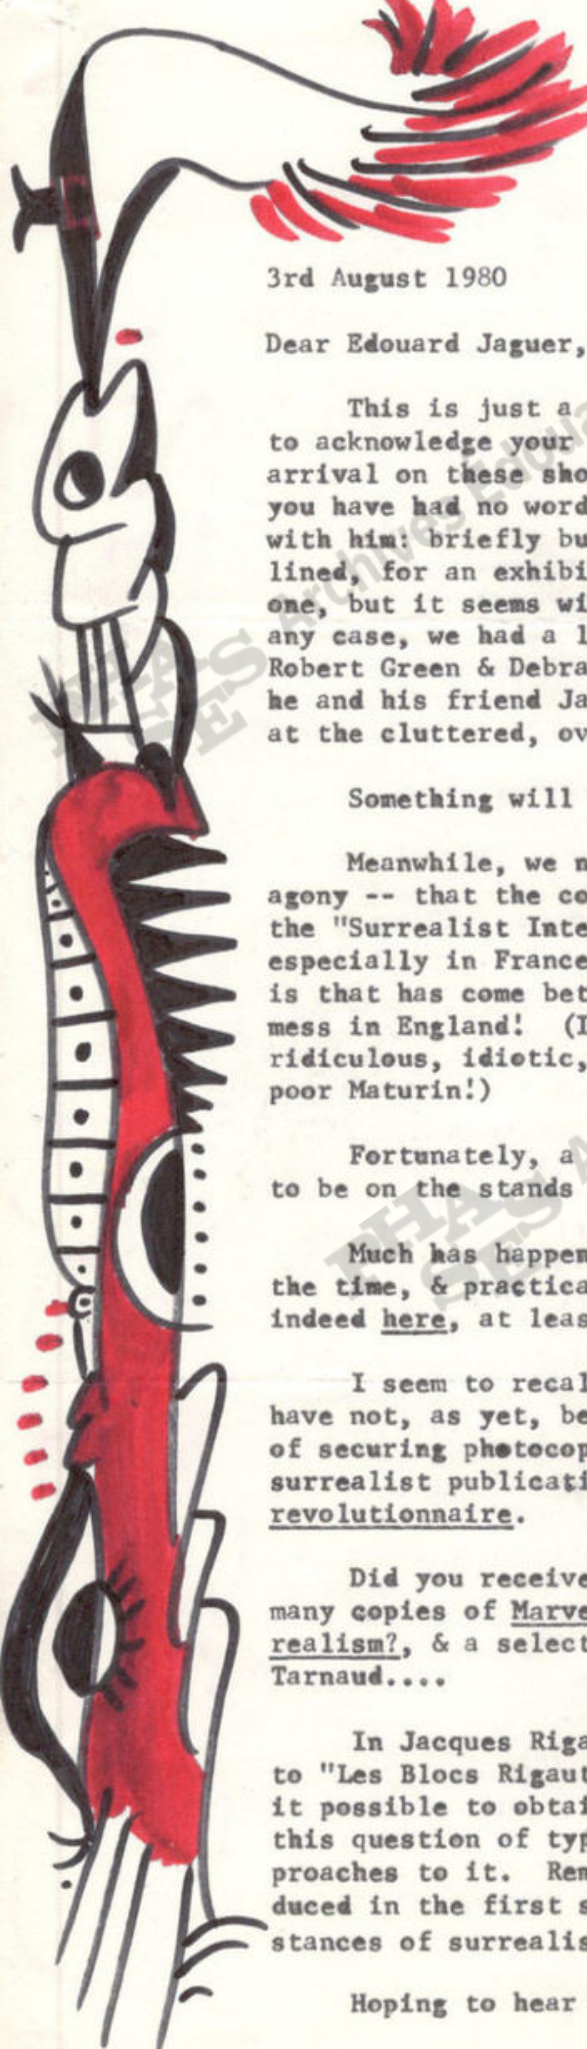 3rd August 1980
Dear Edouard Jaguer,
This is just a
to acknowledge your
arrival on these sho
you have had no word
with him: briefly bu
lined, for an exhibi
one, but it seems wi
any case, we had a l
Robert Green & Debra
he and his friend Ja
at the cluttered, ov
Something will
Meanwhile, we n
agony -- that the co
the "Surrealist Inte
especially in France
is that has come bet
mess in England! (I
ridiculous, idiotic,
poor Maturin!)
Fortunately, a
to be on the stands
Much has happen
the time, & practica
indeed here, at leas
I seem to recal
have not, as yet, be
of securing photocop
surrealist publicati
revolutionnaire.
Did you receive
many copies of Marve
realism?, & a select
Tarnaud....
In Jacques Riga
to "Les Blocs Rigaut
it possible to obtai
this question of typ
proaches to it. Rem
duced in the first s
stances of surrealis
Hoping to hear
PHASES Archives Edoua
PHASES A